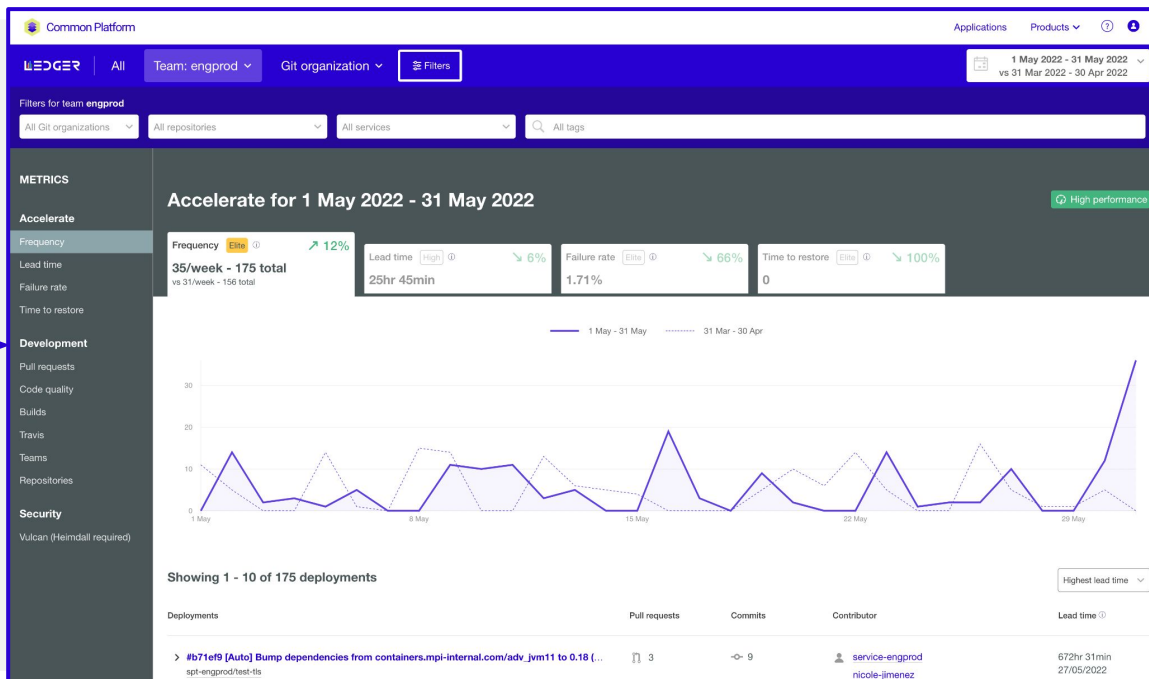 Common Platform
Applications
Products
LEDGER
All
Team: engprod
Git organization
Filters
1 May 2022 - 31 May 2022
vs 31 Mar 2022 - 30 Apr 2022
Filters for team engprod
All Git organizations
All repositories
All services
All tags
METRICS
Accelerate
Frequency
Lead time
Failure rate
Time to restore
Development
Pull requests
Code quality
Builds
Travis
Teams
Repositories
Security
Vulcan (Heimdall required)
Accelerate for 1 May 2022 - 31 May 2022
High performance
Frequency Elite 12%
35/week - 175 total
vs 31/week - 156 total
Lead time High 6%
25hr 45min
Failure rate Elite 66%
1.71%
Time to restore Elite 100%
0
1 May - 31 May
31 Mar - 30 Apr
30
20
10
0
1 May
8 May
15 May
22 May
29 May
Showing 1 - 10 of 175 deployments
Highest lead time
Deployments
Pull requests
Commits
Contributor
Lead time
#b71ef9 [Auto] Bump dependencies from containers.mpi-internal.com/adv_jvm11 to 0.18 (...
spt-engprod/test-tls
3
9
service-engprod
nicole-jimenez
672hr 31min
27/05/2022